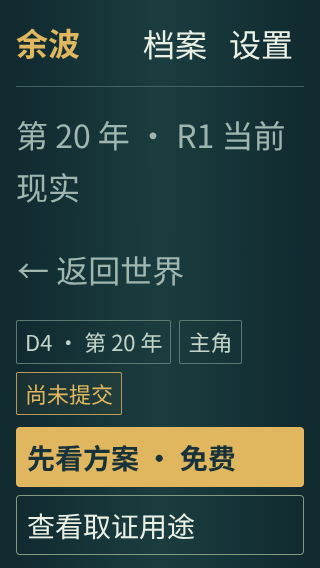 余波 档案 设置
第 20 年 · R1 当前
现实
← 返回世界
D4 · 第 20 年 主角
尚未提交
先看方案 · 免费
查看取证用途